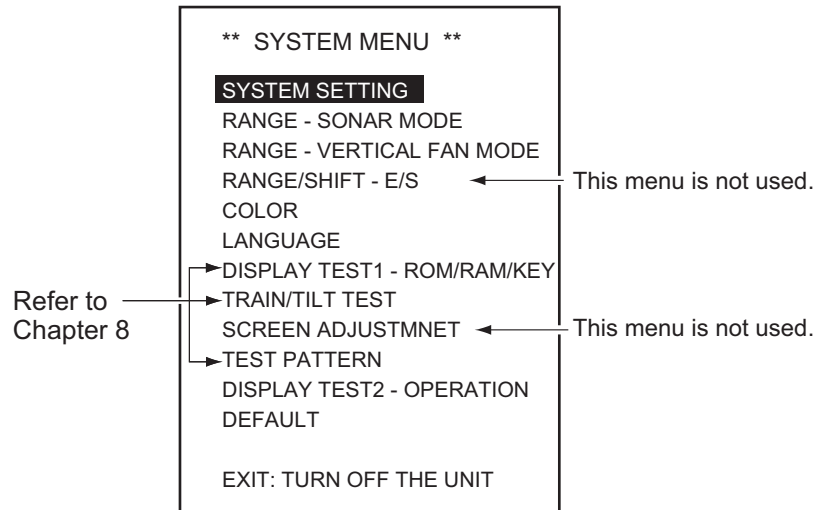 ** SYSTEM MENU **
SYSTEM SETTING
RANGE - SONAR MODE
RANGE - VERTICAL FAN MODE
RANGE/SHIFT - E/S
This menu is not used.
COLOR
LANGUAGE
DISPLAY TEST1 - ROM/RAM/KEY
Refer to
Chapter 8
TRAIN/TILT TEST
SCREEN ADJUSTMNET
This menu is not used.
TEST PATTERN
DISPLAY TEST2 - OPERATION
DEFAULT
EXIT: TURN OFF THE UNIT